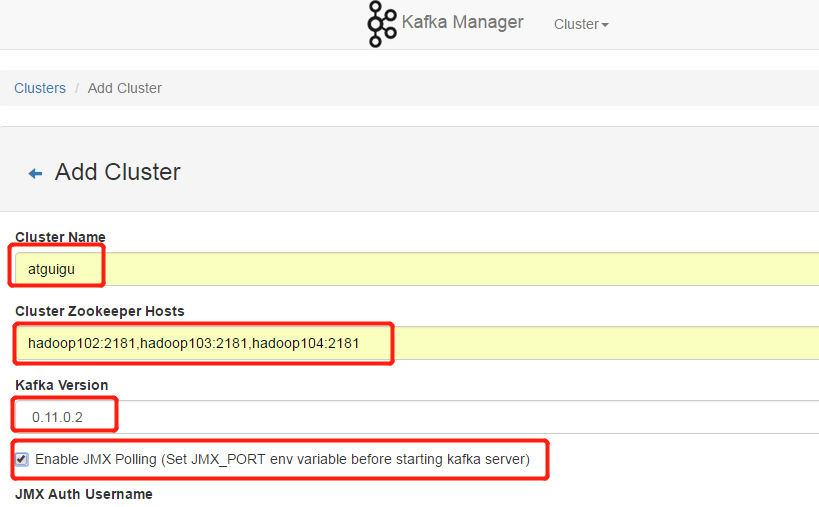 Kafka Manager Cluster
Clusters / Add Cluster
Add Cluster
Cluster Name
atguigu
Cluster Zookeeper Hosts
hadoop102:2181,hadoop103:2181,hadoop104:2181
Kafka Version
0.11.0.2
Enable JMX Polling (Set JMX_PORT env variable before starting kafka server)
JMX Auth Username